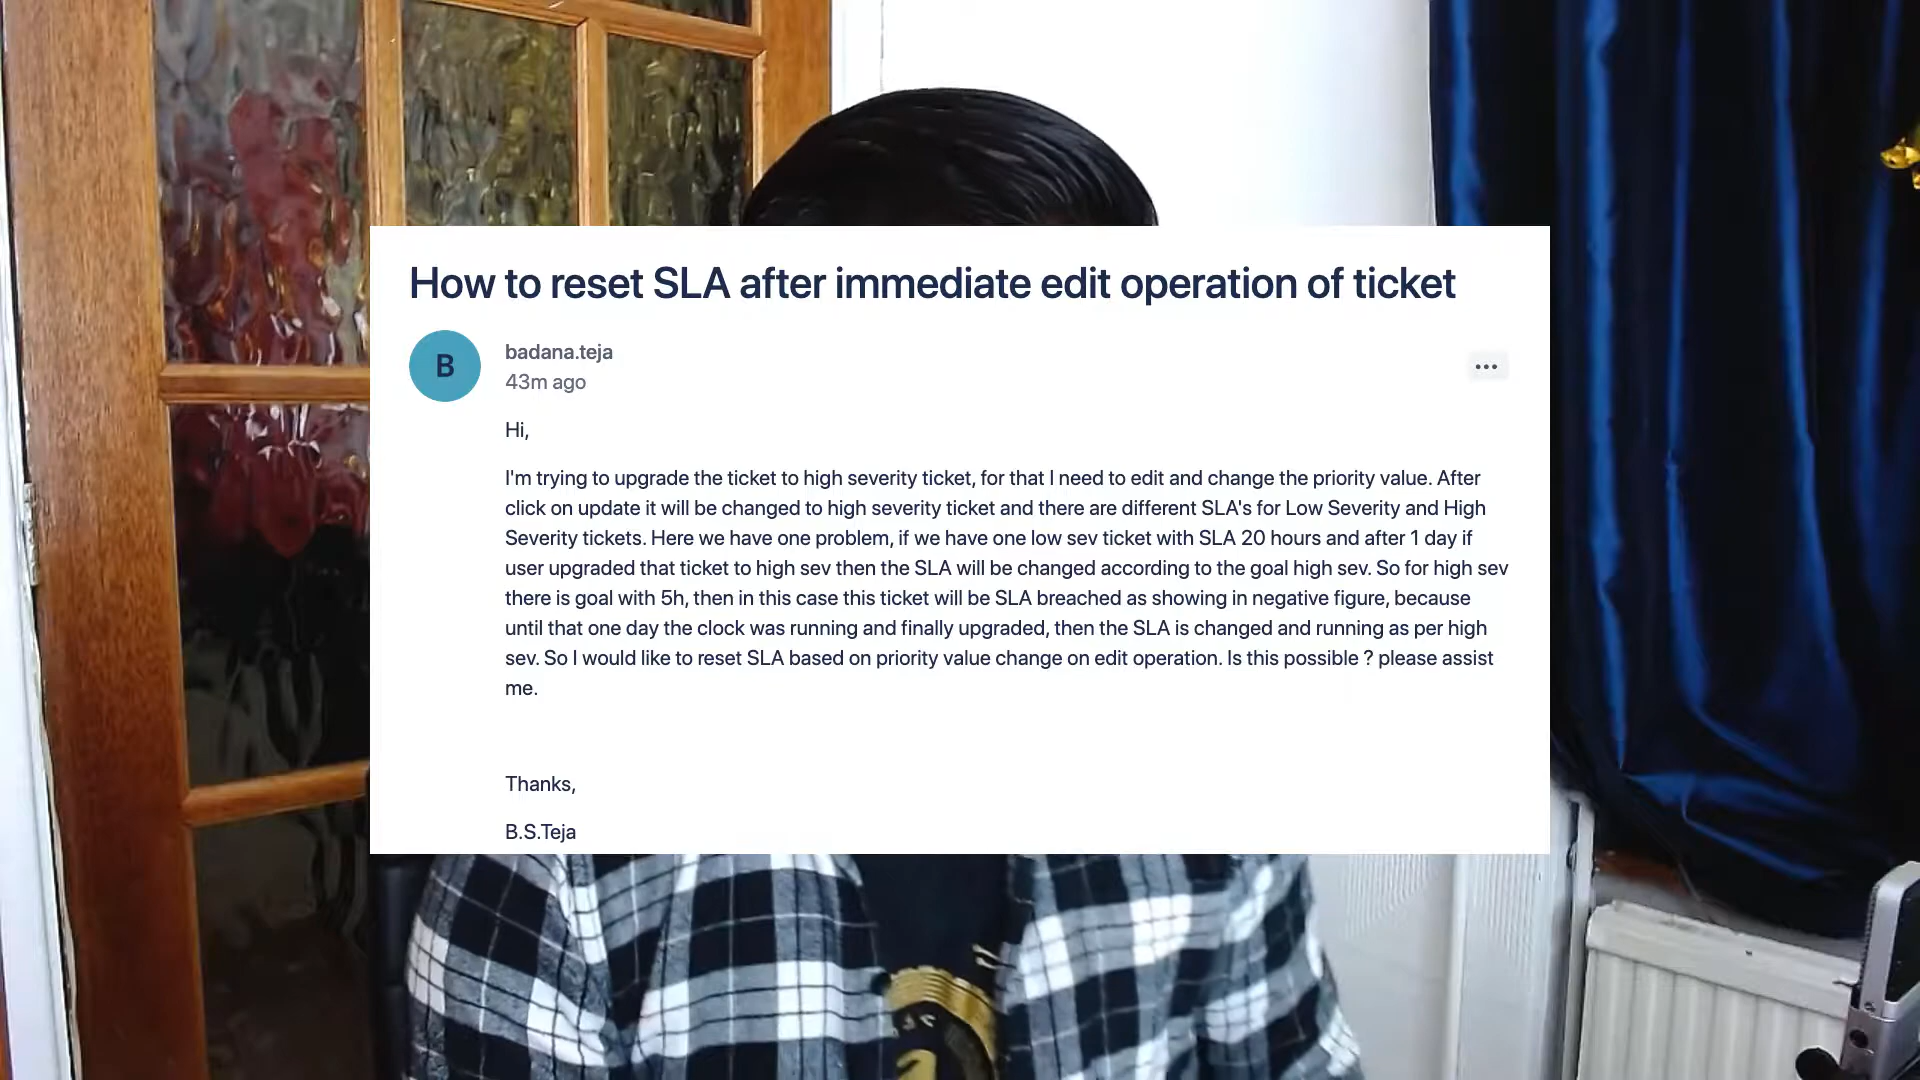 How to reset SLA after immediate edit operation of ticket
B
badana.teja
43m ago
Hi,
I'm trying to upgrade the ticket to high severity ticket, for that I need to edit and change the priority value. After
click on update it will be changed to high severity ticket and there are different SLA's for Low Severity and High
Severity tickets. Here we have one problem, if we have one low sev ticket with SLA 20 hours and after 1 day if
user upgraded that ticket to high sev then the SLA will be changed according to the goal high sev. So for high sev
there is goal with 5h, then in this case this ticket will be SLA breached as showing in negative figure, because
until that one day the clock was running and finally upgraded, then the SLA is changed and running as per high
sev. So I would like to reset SLA based on priority value change on edit operation. Is this possible ? please assist
me.
Thanks,
B.S.Teja